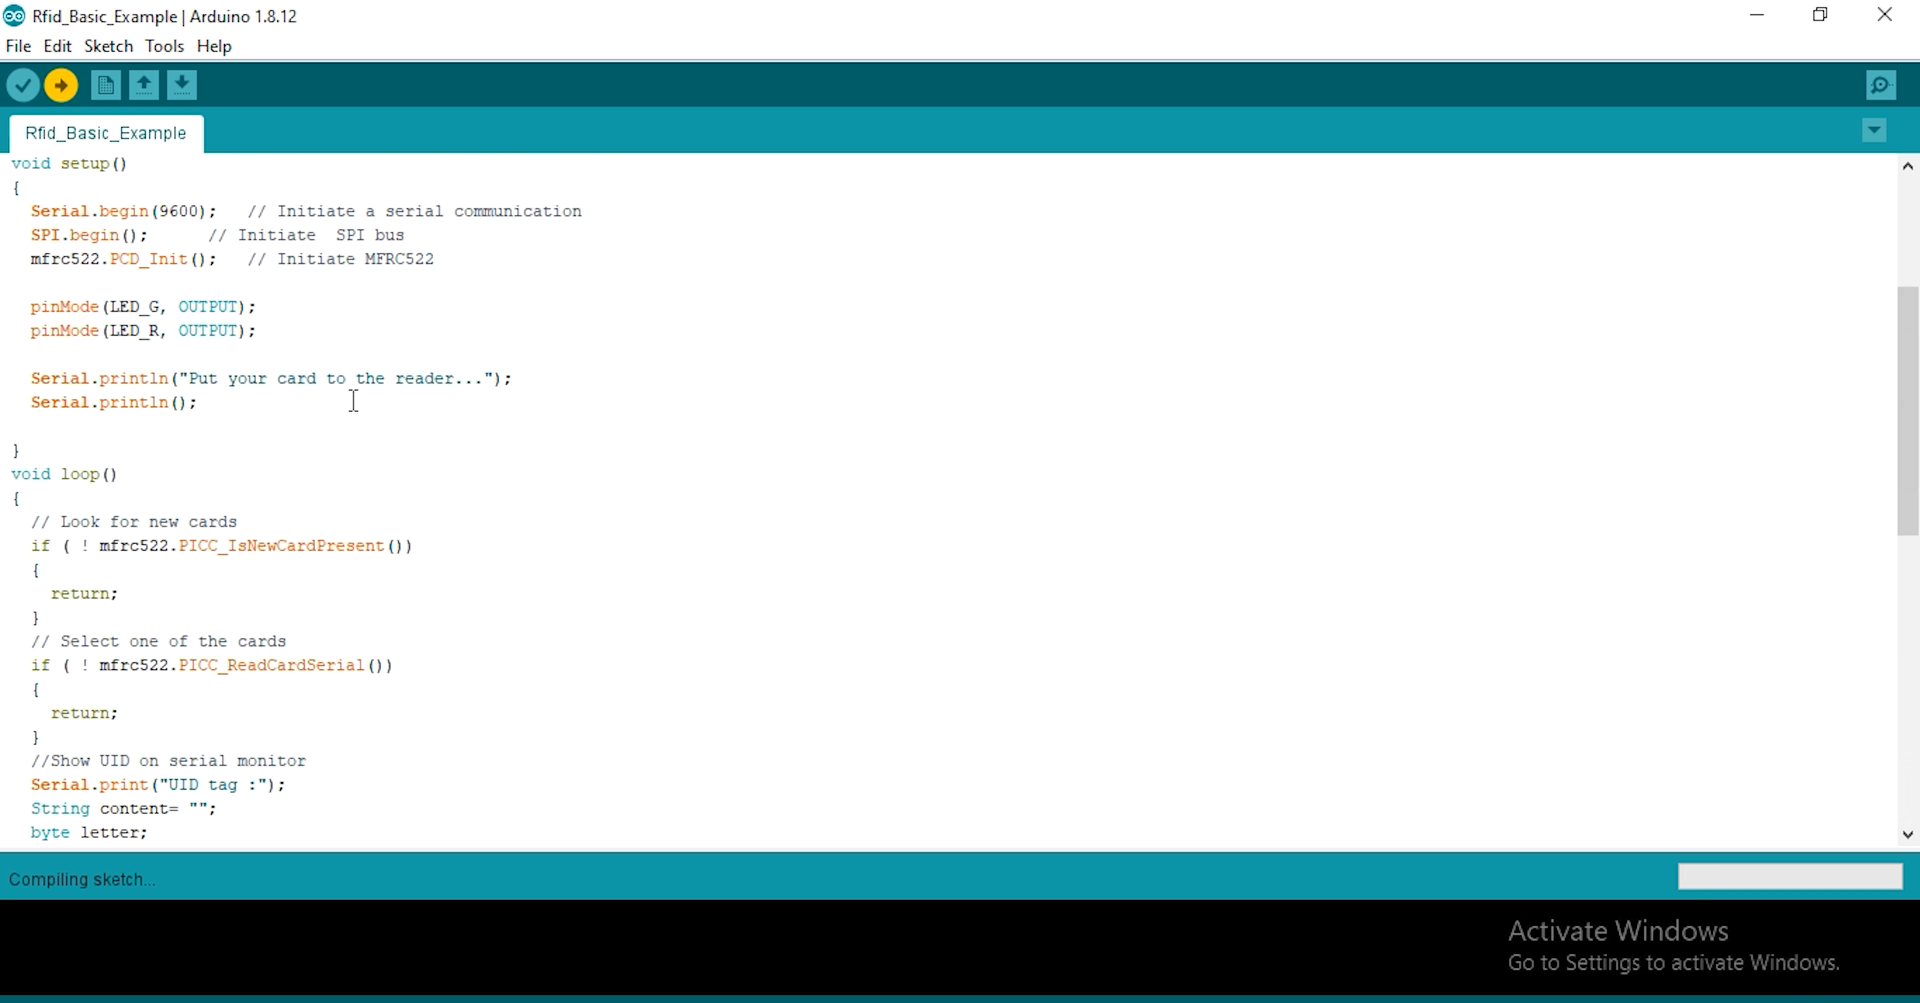 Rfid_Basic_Example | Arduino 1.8.12
File Edit Sketch Tools Help
Rfid_Basic_Example
void setup()
{
  Serial.begin(9600);   // Initiate a serial communication
  SPI.begin();      // Initiate  SPI bus
  mfrc522.PCD_Init();   // Initiate MFRC522
  pinMode(LED_G, OUTPUT);
  pinMode(LED_R, OUTPUT);
  Serial.println("Put your card to the reader...");
  Serial.println();
}
void loop()
{
  // Look for new cards
  if ( ! mfrc522.PICC_IsNewCardPresent())
  {
    return;
  }
  // Select one of the cards
  if ( ! mfrc522.PICC_ReadCardSerial())
  {
    return;
  }
  //Show UID on serial monitor
  Serial.print("UID tag :");
  String content= "";
  byte letter;
Compiling sketch...
Activate Windows
Go to Settings to activate Windows.